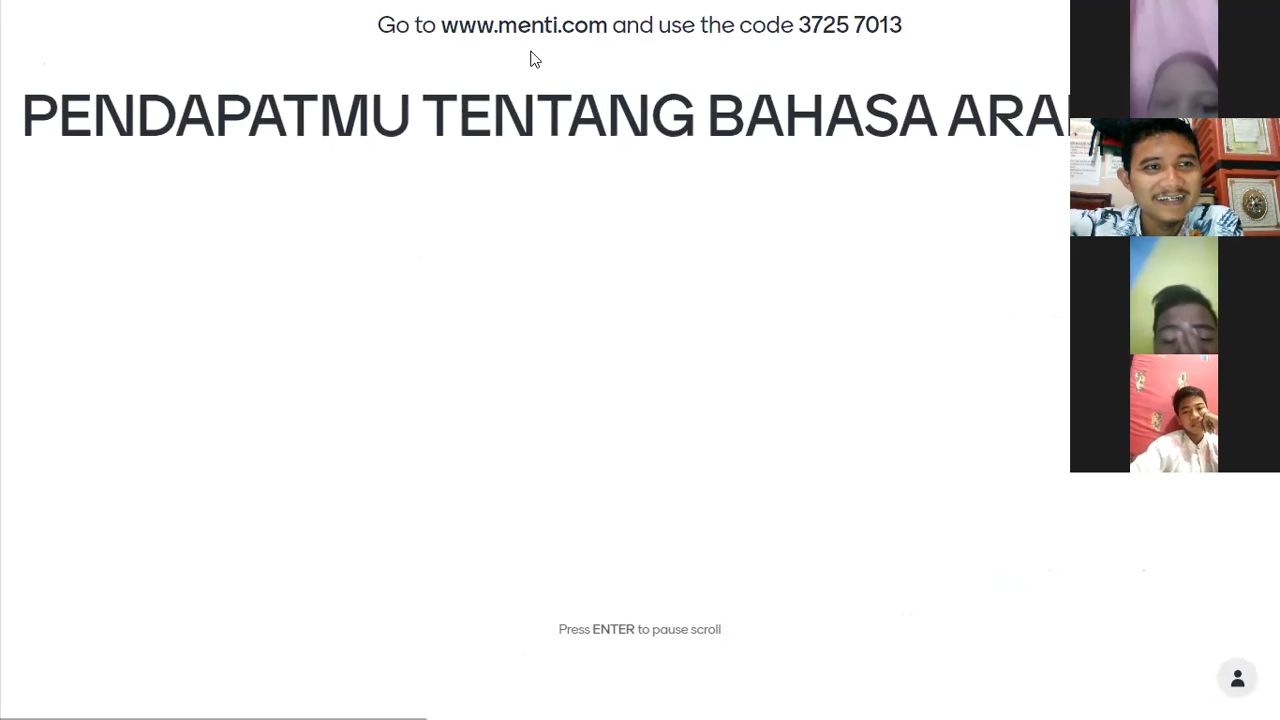 Go to www.menti.com and use the code 3725 7013
PENDAPATMU TENTANG BAHASA ARA
Press ENTER to pause scroll